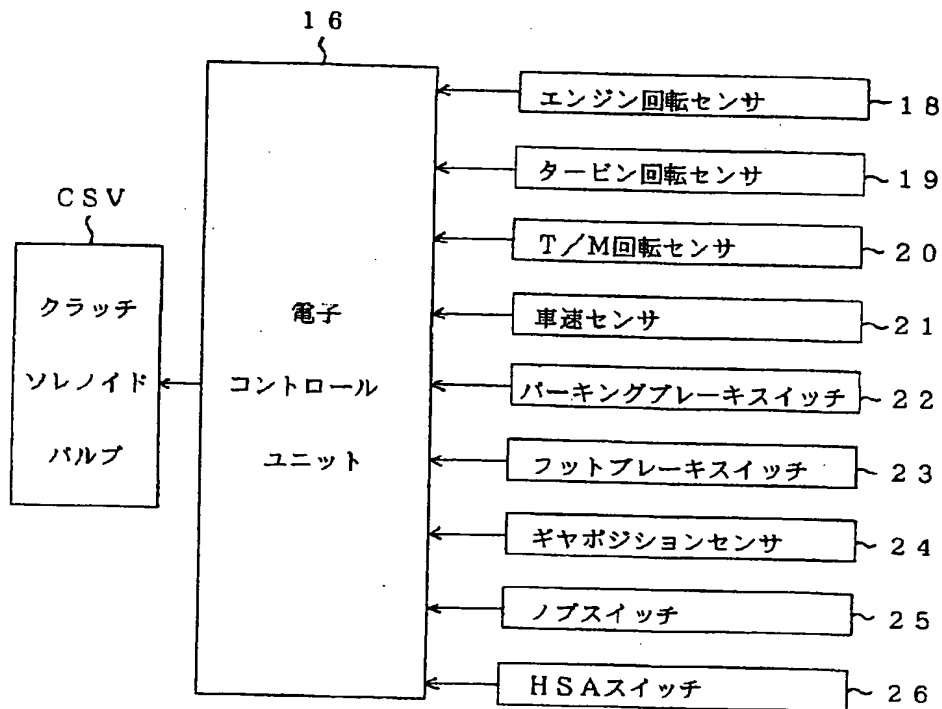 16
エンジン回転センサ
18
タービン回転センサ
19
CSV
T/M回転センサ
20
クラッチ
ソレノイド
バルブ
電子
コントロール
ユニット
車速センサ
21
パーキングブレーキスイッチ
22
フットブレーキスイッチ
23
ギヤポジションセンサ
24
ノブスイッチ
25
HSAスイッチ
26